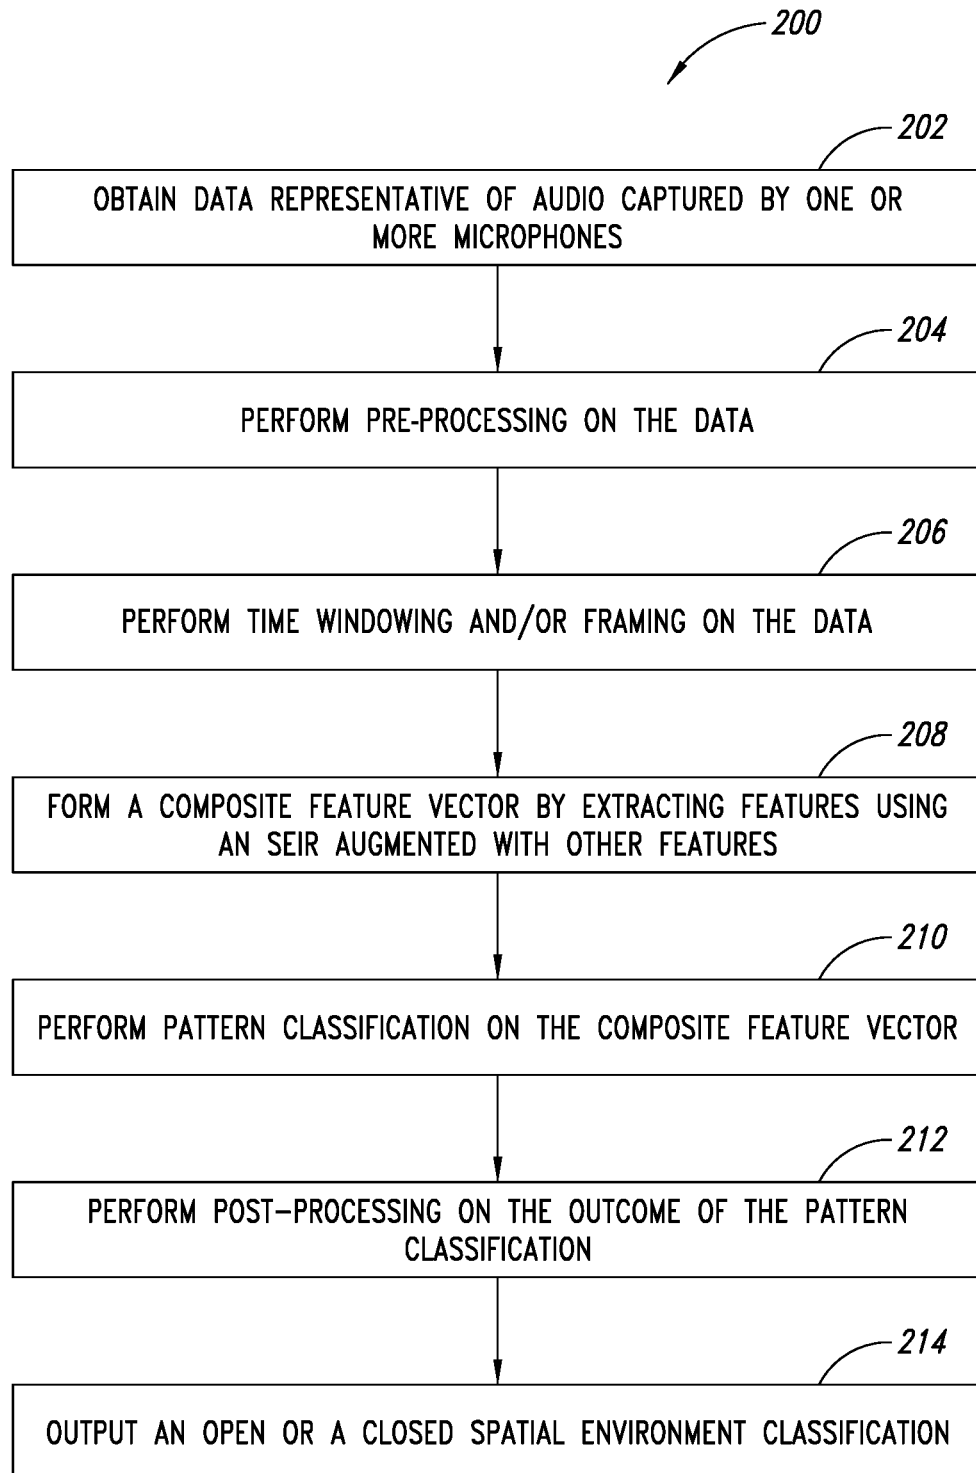 200
202
OBTAIN DATA REPRESENTATIVE OF AUDIO CAPTURED BY ONE OR
MORE MICROPHONES
204
PERFORM PRE-PROCESSING ON THE DATA
206
PERFORM TIME WINDOWING AND/OR FRAMING ON THE DATA
208
FORM A COMPOSITE FEATURE VECTOR BY EXTRACTING FEATURES USING
AN SEIR AUGMENTED WITH OTHER FEATURES
210
PERFORM PATTERN CLASSIFICATION ON THE COMPOSITE FEATURE VECTOR
212
PERFORM POST-PROCESSING ON THE OUTCOME OF THE PATTERN
CLASSIFICATION
214
OUTPUT AN OPEN OR A CLOSED SPATIAL ENVIRONMENT CLASSIFICATION